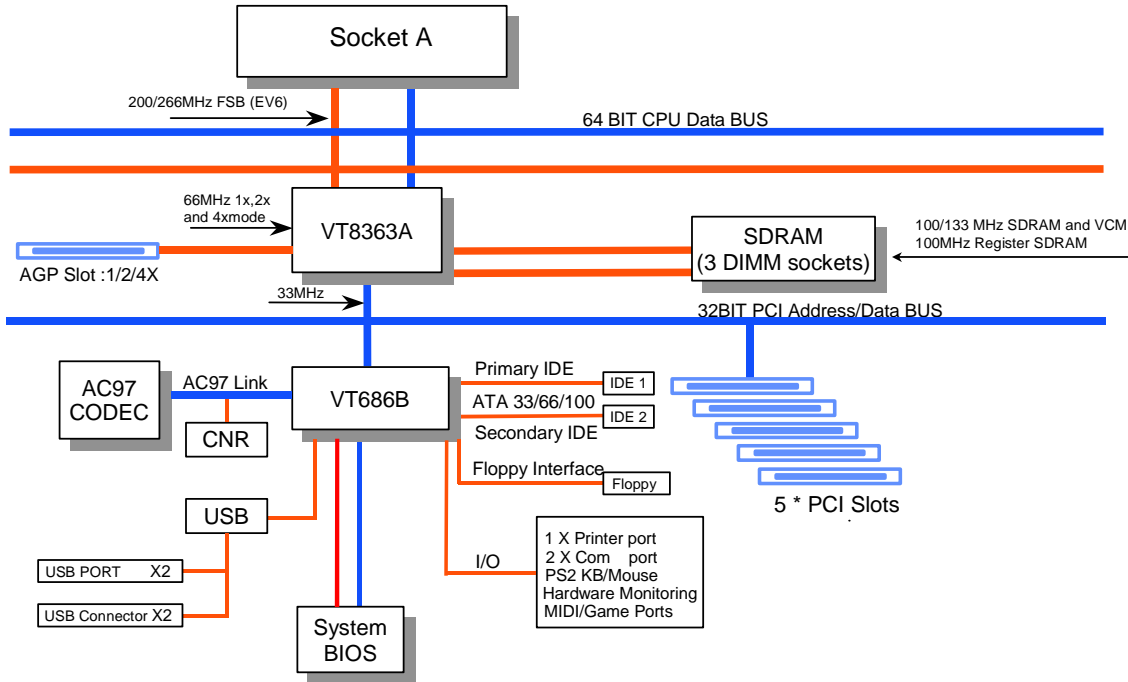 Socket A
200/266MHz FSB (EV6)
64 BIT CPU Data BUS
66MHz 1x,2x
and 4xmode
VT8363A
SDRAM
(3 DIMM sockets)
100/133 MHz SDRAM and VCM
100MHz Register SDRAM
AGP Slot :1/2/4X
33MHz
32BIT PCI Address/Data BUS
AC97
CODEC
AC97 Link
CNR
VT686B
Primary IDE
IDE 1
ATA 33/66/100
IDE 2
Secondary IDE
Floppy Interface
Floppy
5 * PCI Slots
USB
USB PORT X2
USB Connector X2
I/O
1 X Printer port
2 X Com port
PS2 KB/Mouse
Hardware Monitoring
MIDI/Game Ports
System
BIOS